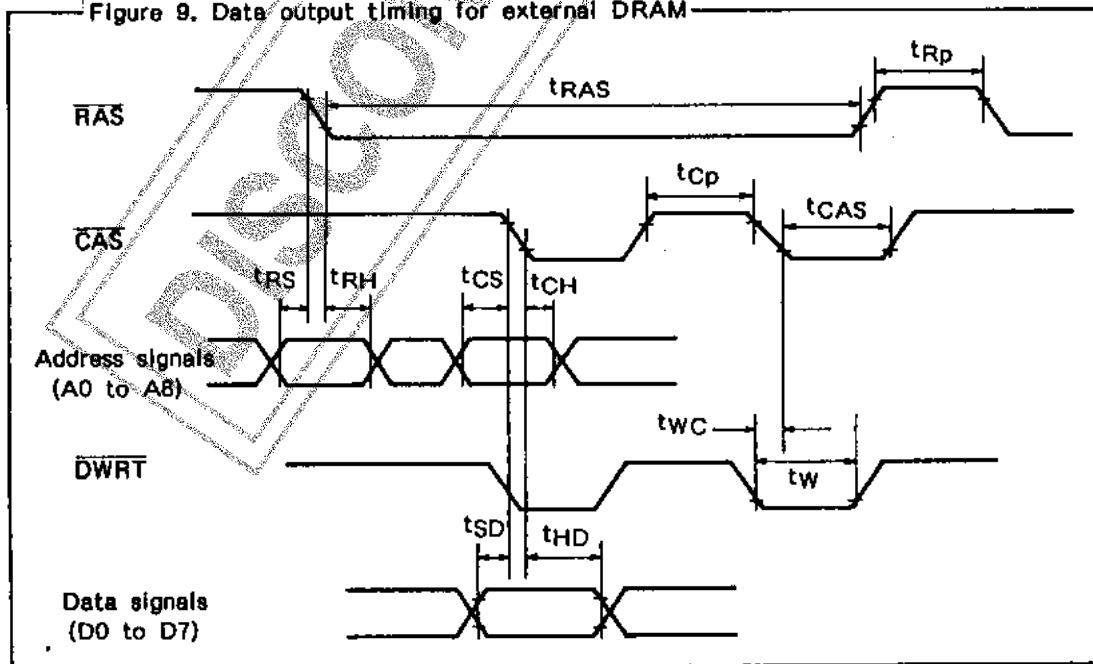 Figure 9. Data output timing for external DRAM
tRp
tRAS
RAS
tCp
tCAS
CAS
tRS tRH tCS tCH
Address signals
(A0 to A8)
tWC
DWRT
tW
tSD tHD
Data signals
(D0 to D7)